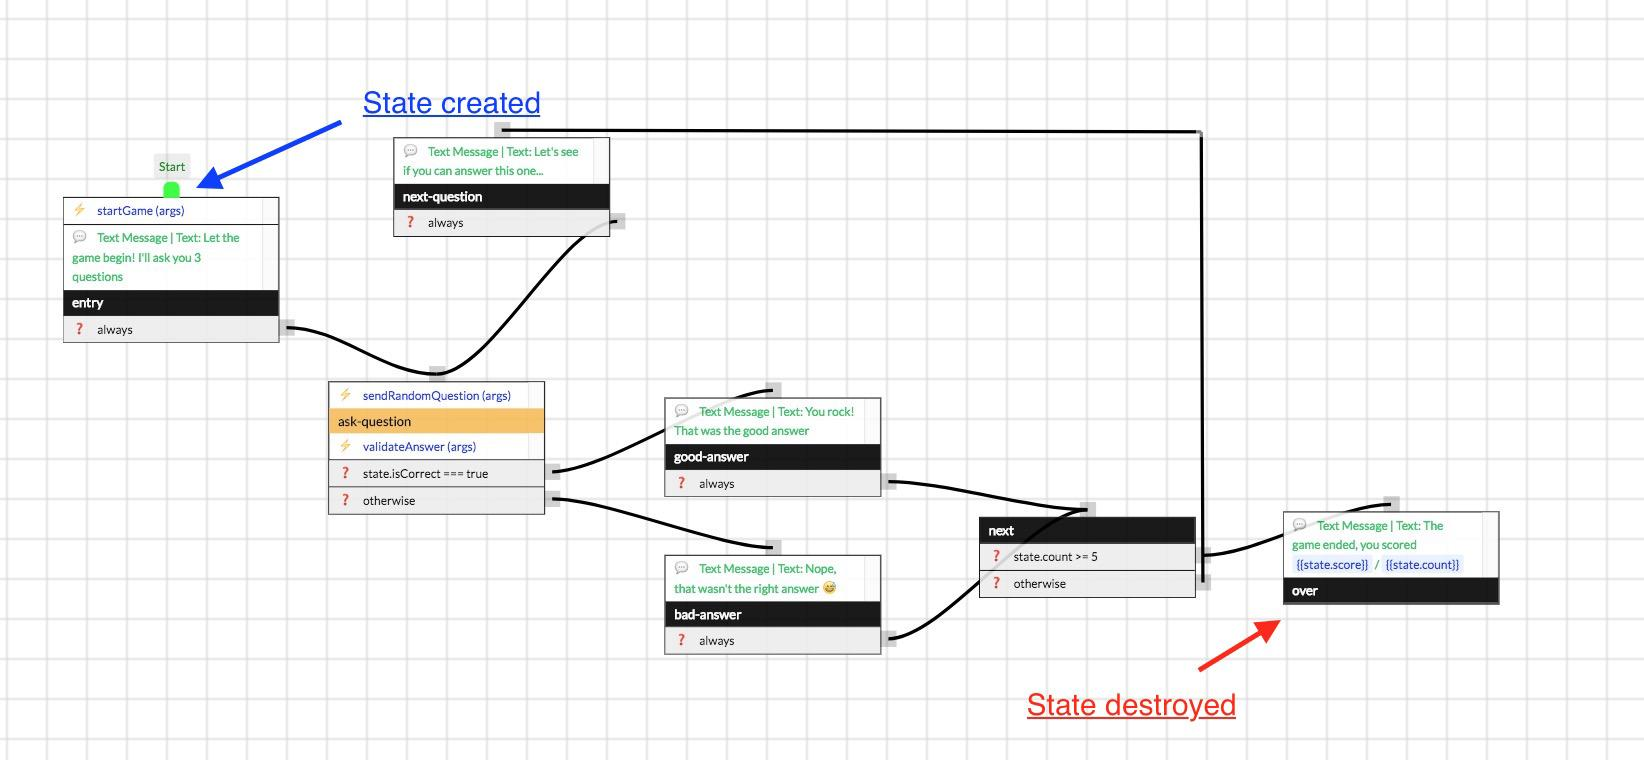 State created
Start
⚡ startGame (args)
💬 Text Message | Text: Let the
game begin! I'll ask you 3
questions
entry
❓ always
💬 Text Message | Text: Let's see
if you can answer this one...
next-question
❓ always
⚡ sendRandomQuestion (args)
ask-question
⚡ validateAnswer (args)
❓ state.isCorrect === true
❓ otherwise
💬 Text Message | Text: You rock!
That was the good answer
good-answer
❓ always
💬 Text Message | Text: Nope,
that wasn't the right answer 😅
bad-answer
❓ always
next
❓ state.count >= 5
❓ otherwise
💬 Text Message | Text: The
game ended, you scored
{{state.score}} / {{state.count}}
over
State destroyed